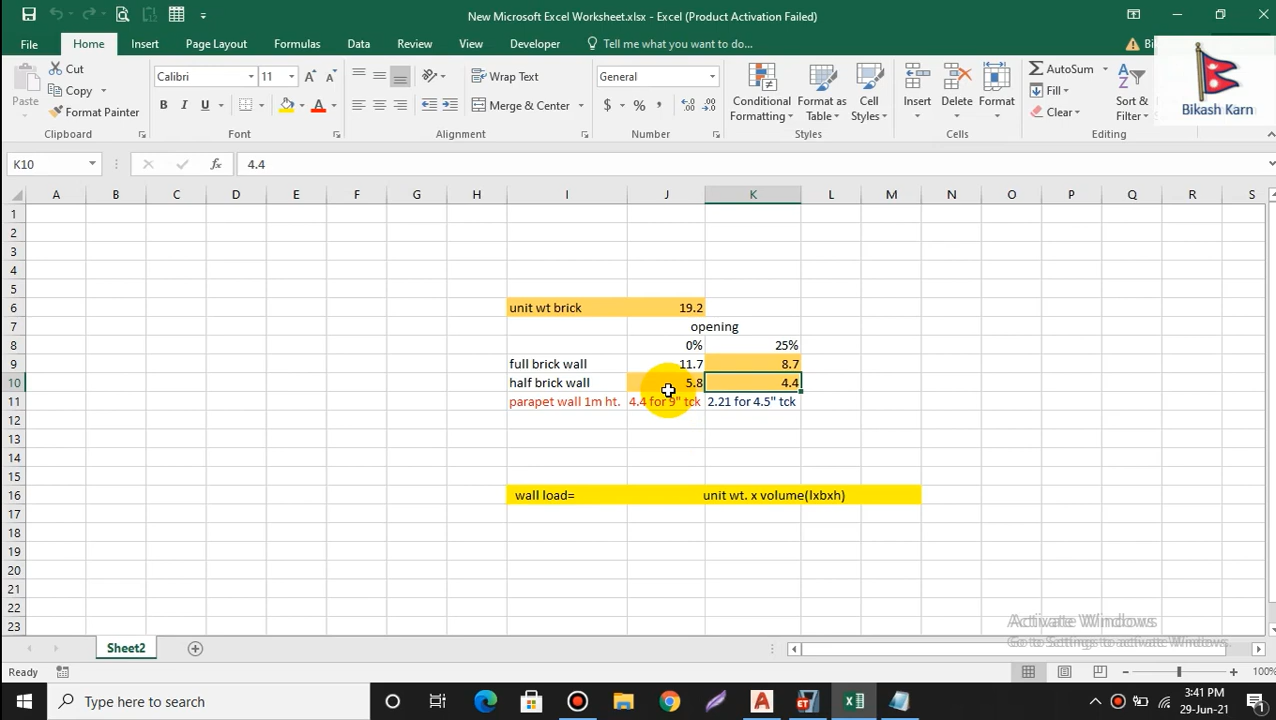 New Microsoft Excel Worksheet.xlsx - Excel (Product Activation Failed)
File Home Insert Page Layout Formulas Data Review View Developer Tell me what you want to do... Bi
Cut
Copy
Format Painter
Paste
Clipboard
Calibri 11
B I U A
Font
Wrap Text
Merge & Center
Alignment
General
$ % ,
Number
Conditional Formatting
Format as Table
Cell Styles
Styles
Insert Delete Format
Cells
AutoSum
Fill
Clear
Sort & Filter
Editing
Bikash Karn
K10 fx 4.4
A B C D E F G H I J K L M N O P Q R S
1
2
3
4
5
6 unit wt brick 19.2
7 opening
8 0% 25%
9 full brick wall 11.7 8.7
10 half brick wall 5.8 4.4
11 parapet wall 1m ht. 4.4 for 9" tck 2.21 for 4.5" tck
12
13
14
15
16 wall load= unit wt. x volume(lxbxh)
17
18
19
20
21
22
23
Activate Windows
Go to Settings to activate Windows.
Sheet2
Ready 100%
Type here to search
3:41 PM
29-Jun-21